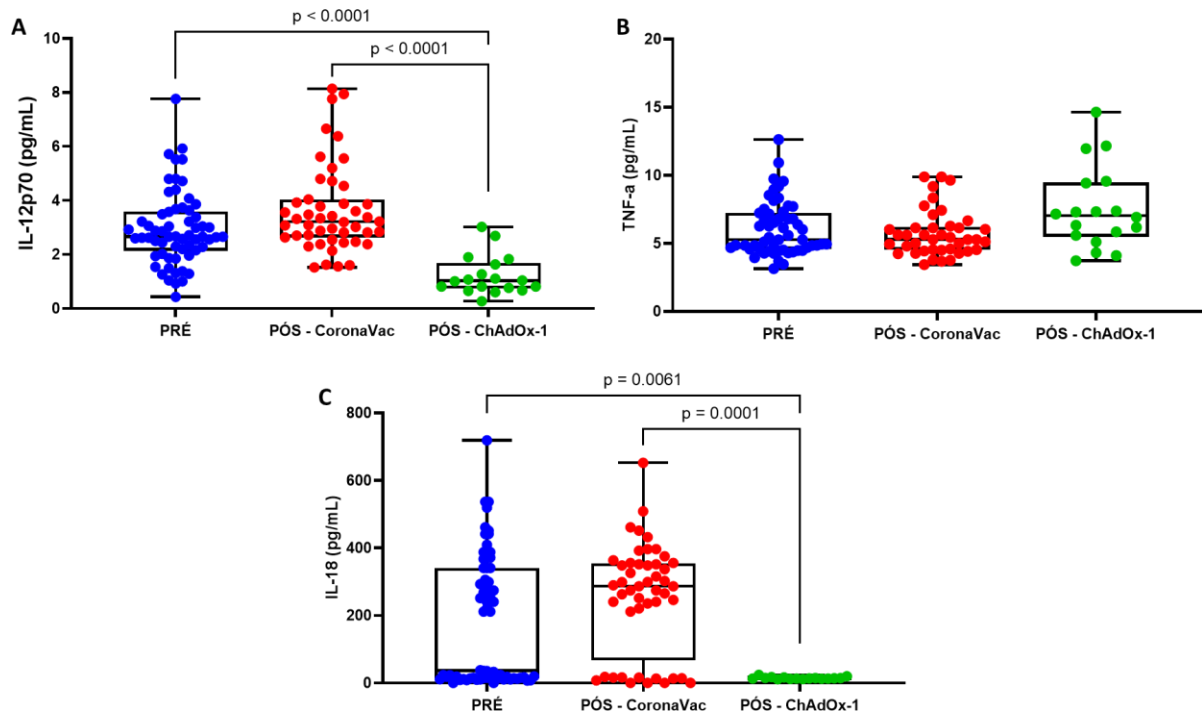 A
p < 0.0001
p < 0.0001
IL-12p70 (pg/mL)
10
8
6
4
2
0
PRÉ
PÓS - CoronaVac
PÓS - ChAdOx-1
B
TNF-a (pg/mL)
20
15
10
5
0
PRÉ
PÓS - CoronaVac
PÓS - ChAdOx-1
C
p = 0.0061
p = 0.0001
IL-18 (pg/mL)
800
600
400
200
0
PRÉ
PÓS - CoronaVac
PÓS - ChAdOx-1